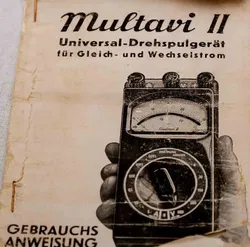 Multavi II
Universal-Drehspulgerät
für Gleich- und Wechselstrom
GEBRAUCHS
ANWEISUNG